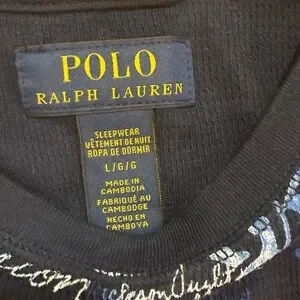 POLO
RALPH LAUREN
SLEEPWEAR
VÊTEMENT DE NUIT
ROPA DE DORMIR
L/G/G
MADE IN
CAMBODIA
FABRIQUÉ AU
CAMBODGE
HECHO EN
CAMBOYA